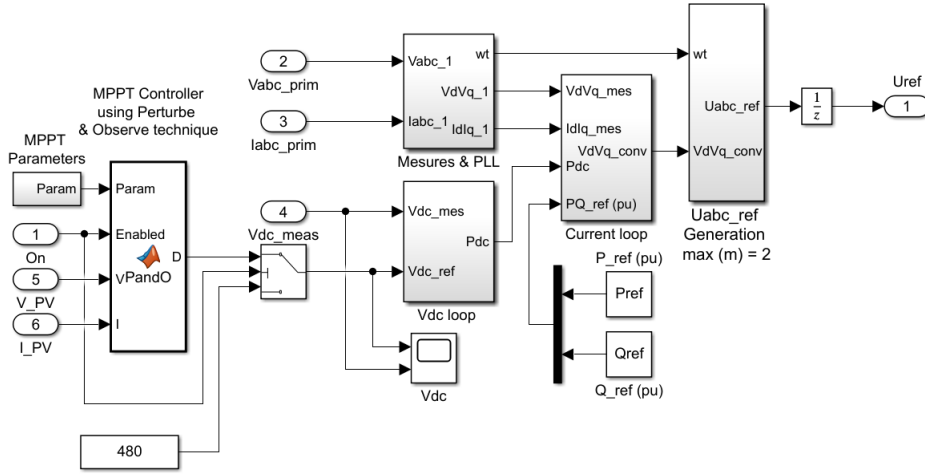 MPPT Controller
using Perturbe
& Observe technique
MPPT
Parameters
Param
Param
1
On
Enabled
5
V_PV
V
PandO
D
6
I_PV
I
480
2
Vabc_prim
3
Iabc_prim
Vabc_1
wt
VdVq_1
Iabc_1
IdIq_1
Mesures & PLL
4
Vdc_meas
Vdc_mes
Pdc
Vdc_ref
Vdc loop
Vdc
VdVq_mes
IdIq_mes
VdVq_conv
Pdc
PQ_ref (pu)
Current loop
P_ref (pu)
Pref
Qref
Q_ref (pu)
wt
Uabc_ref
VdVq_conv
Uabc_ref
Generation
max (m) = 2
1
z
Uref
1